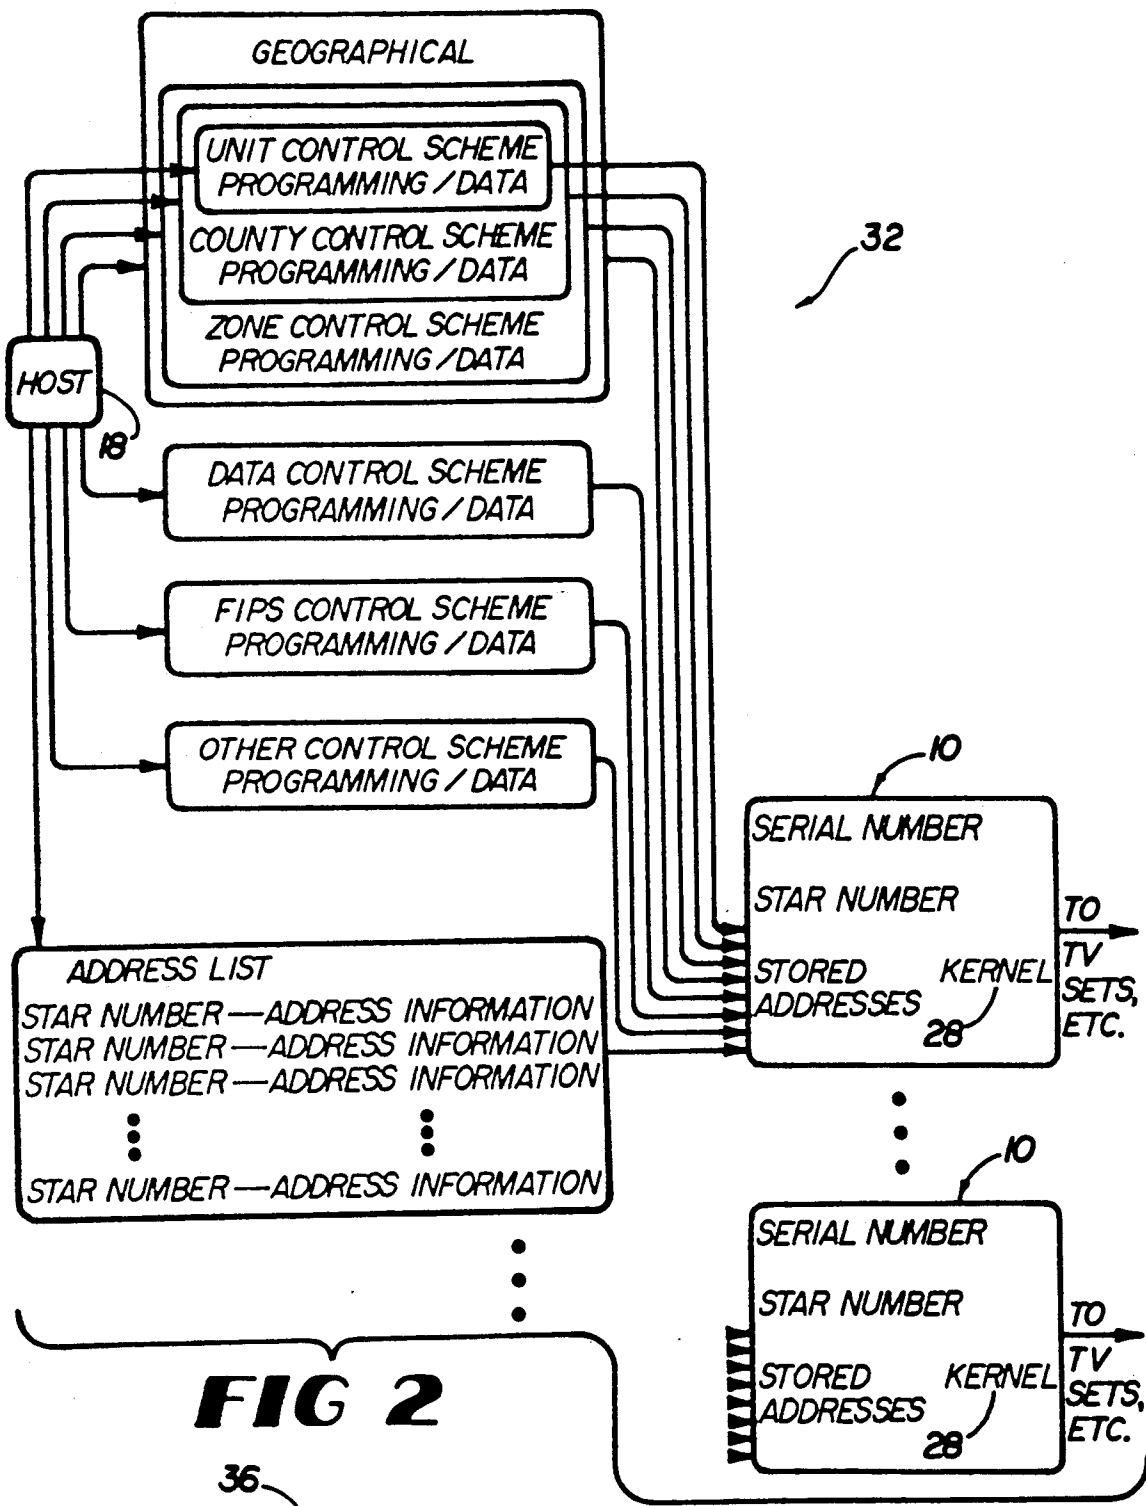 GEOGRAPHICAL
UNIT CONTROL SCHEME
PROGRAMMING / DATA
COUNTY CONTROL SCHEME
PROGRAMMING / DATA
ZONE CONTROL SCHEME
PROGRAMMING / DATA
32
HOST
18
DATA CONTROL SCHEME
PROGRAMMING / DATA
FIPS CONTROL SCHEME
PROGRAMMING / DATA
OTHER CONTROL SCHEME
PROGRAMMING / DATA
10
SERIAL NUMBER
STAR NUMBER
STORED
ADDRESSES
KERNEL
28
TO
TV
SETS,
ETC.
ADDRESS LIST
STAR NUMBER — ADDRESS INFORMATION
STAR NUMBER — ADDRESS INFORMATION
STAR NUMBER — ADDRESS INFORMATION
STAR NUMBER — ADDRESS INFORMATION
10
SERIAL NUMBER
STAR NUMBER
STORED
ADDRESSES
KERNEL
28
TO
TV
SETS,
ETC.
FIG 2
36